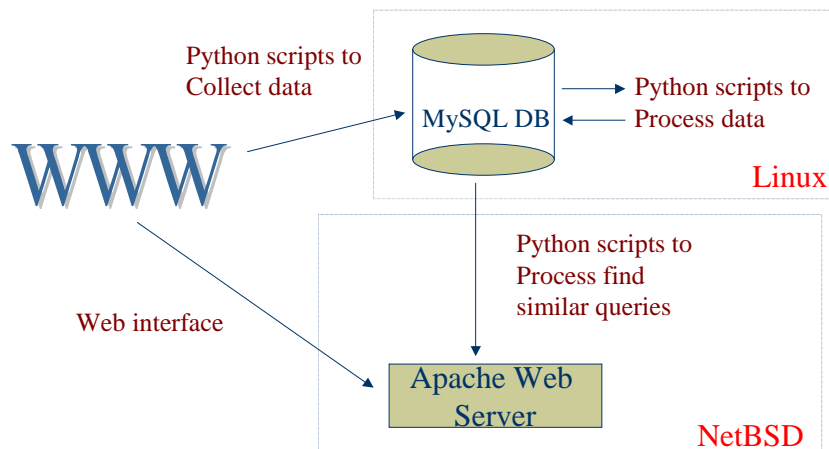 Python scripts to
Collect data
MySQL DB
Python scripts to
Process data
Linux
WWW
Python scripts to
Process find
similar queries
Web interface
Apache Web
Server
NetBSD